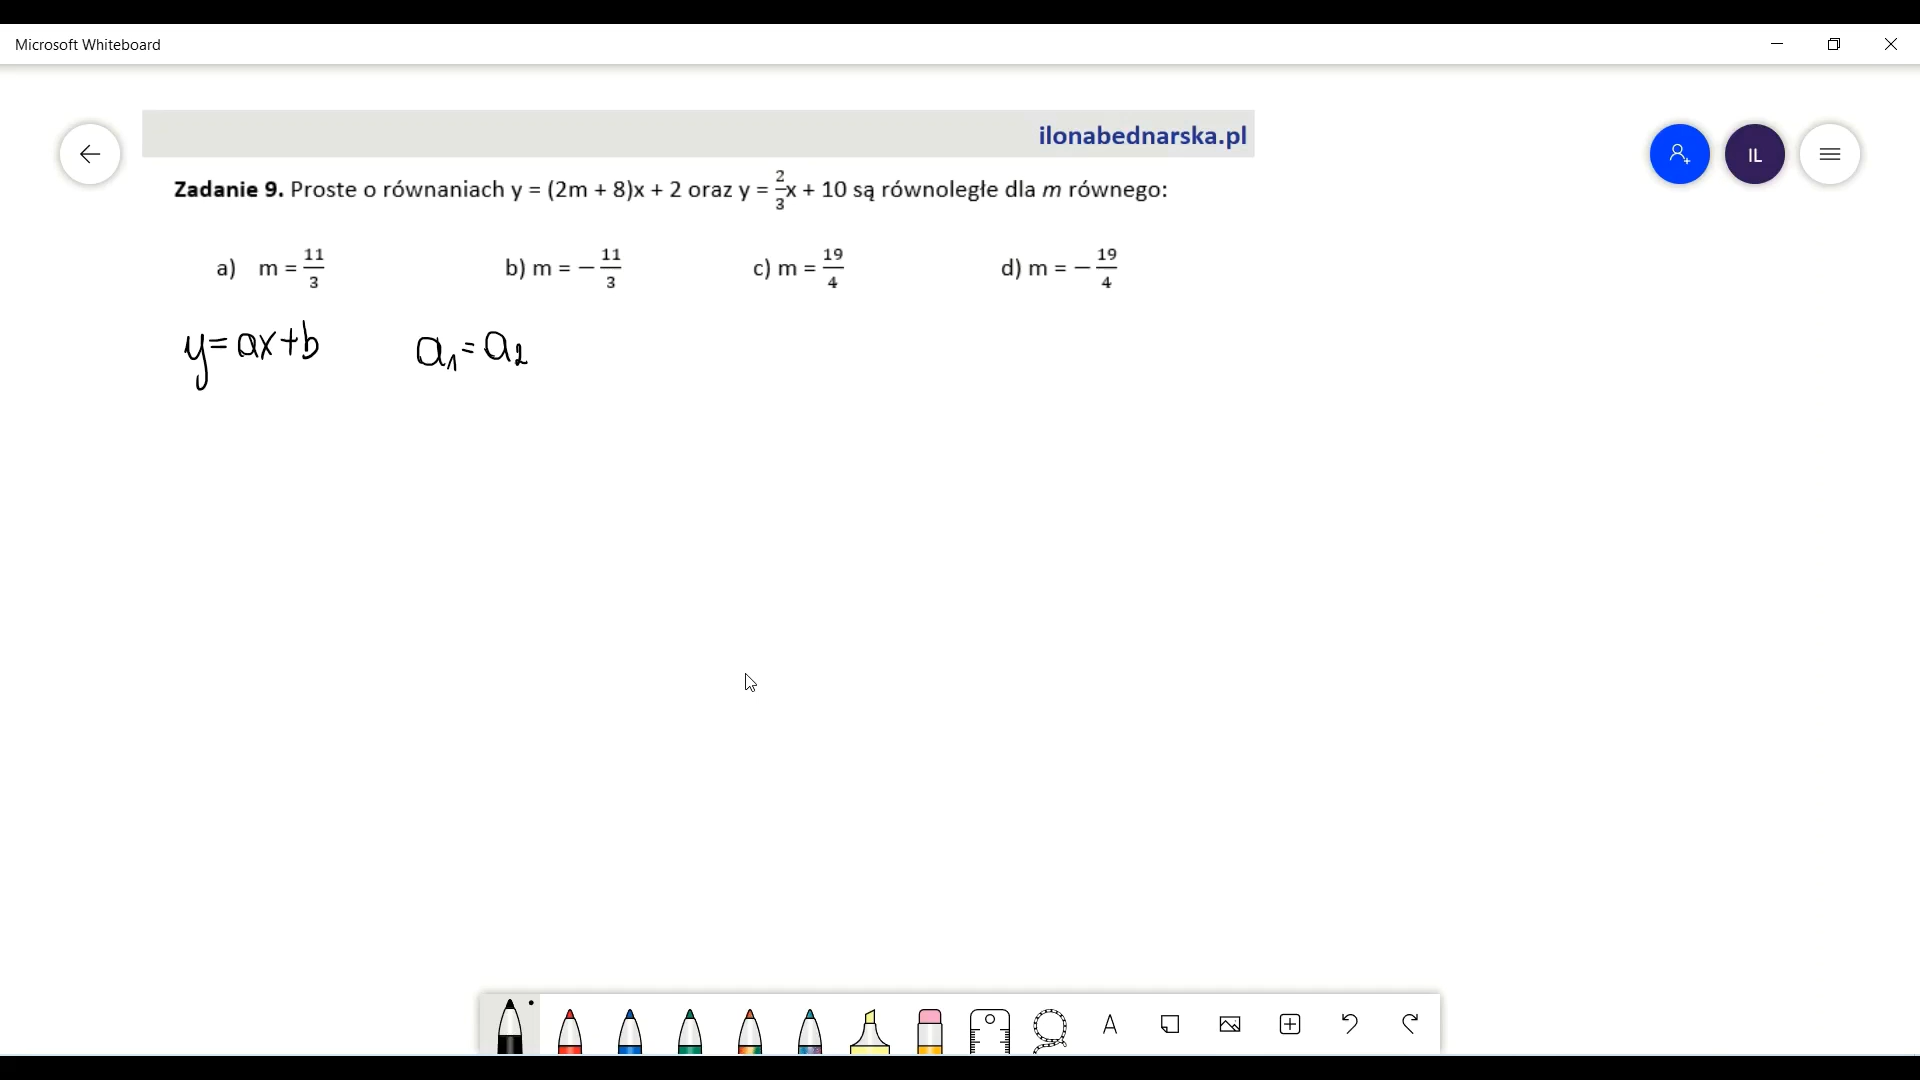 Microsoft Whiteboard
ilonabednarska.pl
IL
Zadanie 9. Proste o równaniach y = (2m + 8)x + 2 oraz y = 2/3x + 10 są równoległe dla m równego:
a) m = 11/3 b) m = − 11/3 c) m = 19/4 d) m = − 19/4
y=ax+b a₁=a₂